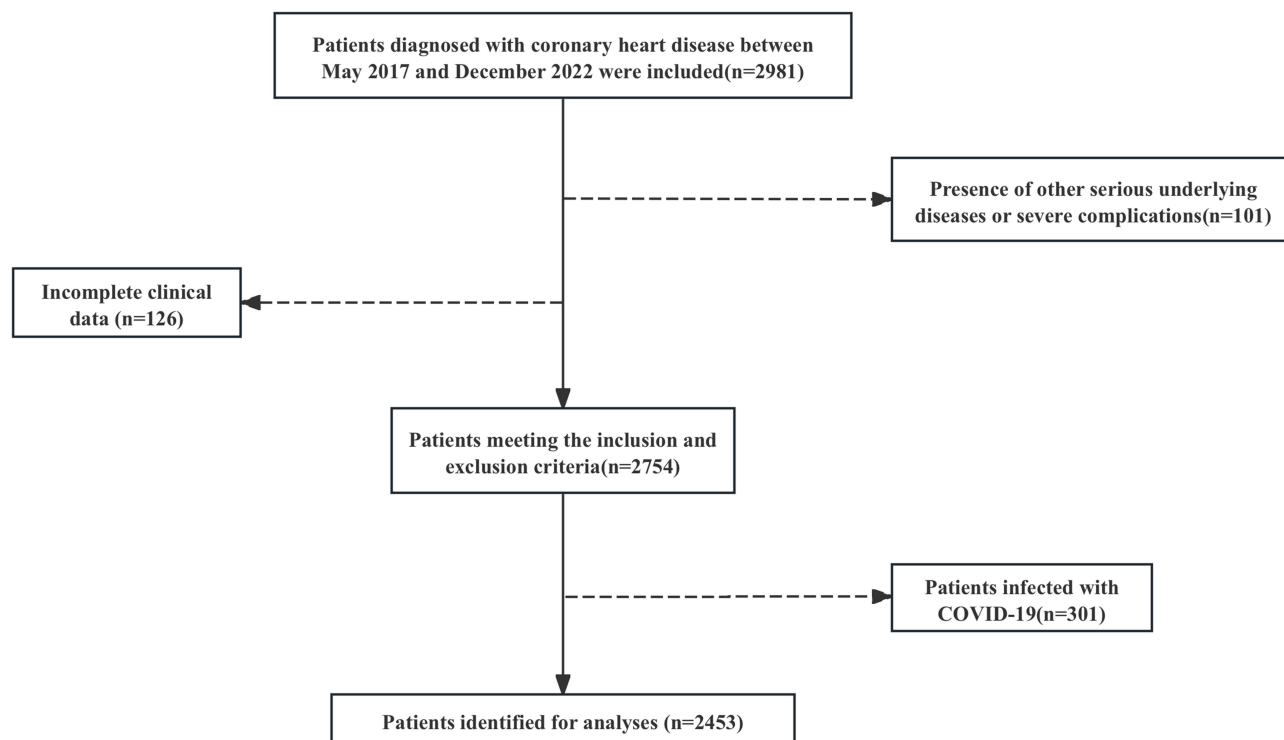 Patients diagnosed with coronary heart disease between
May 2017 and December 2022 were included(n=2981)
Presence of other serious underlying
diseases or severe complications(n=101)
Incomplete clinical
data (n=126)
Patients meeting the inclusion and
exclusion criteria(n=2754)
Patients infected with
COVID-19(n=301)
Patients identified for analyses (n=2453)